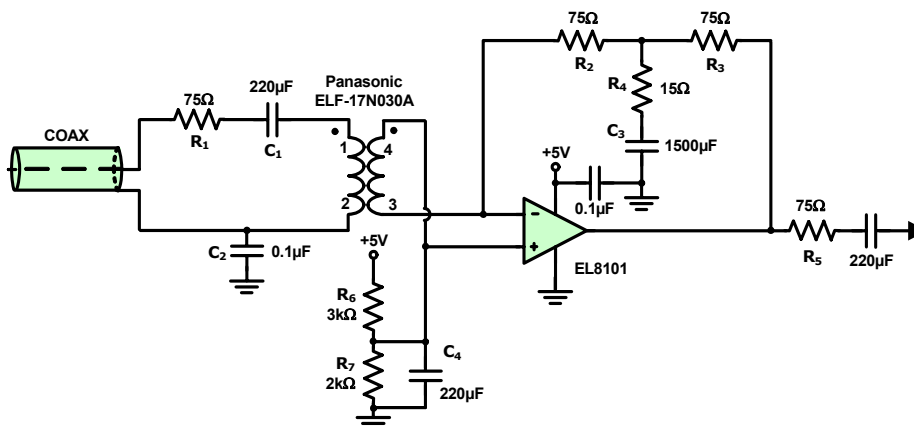 75Ω
75Ω
R₂
R₃
R₄
15Ω
C₃
1500µF
Panasonic
ELF-17N030A
220µF
75Ω
R₁
C₁
COAX
1
4
2
3
C₂
0.1µF
+5V
0.1µF
-
+
EL8101
75Ω
R₅
220µF
+5V
R₆
3kΩ
R₇
2kΩ
C₄
220µF